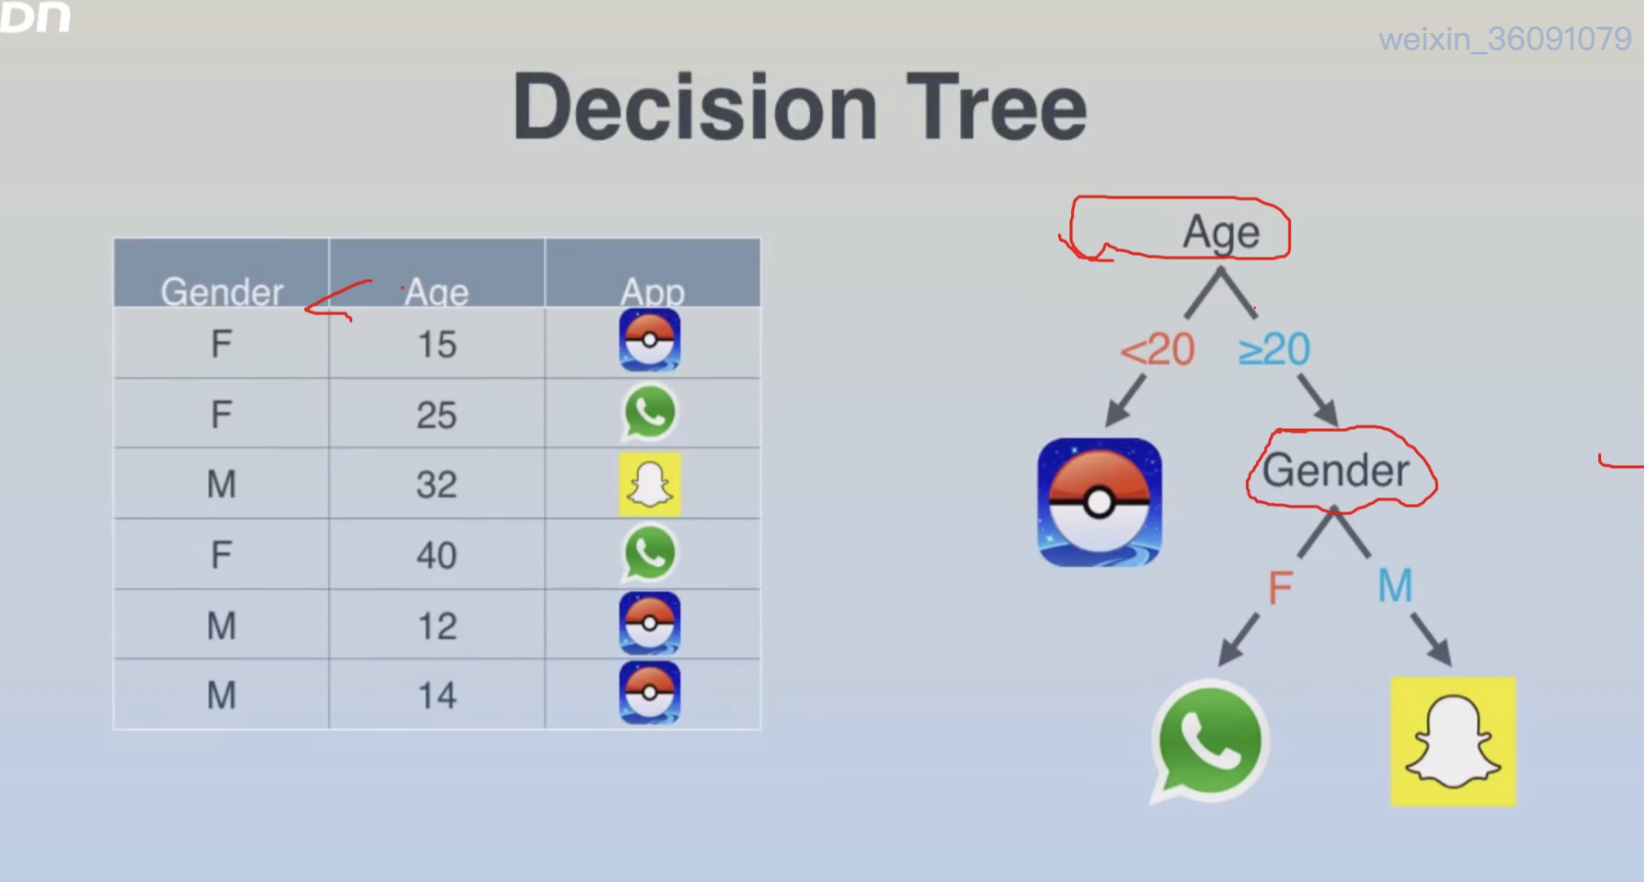 DN
weixin_36091079
Decision Tree
Gender Age App
F 15
F 25
M 32
F 40
M 12
M 14
Age
<20 ≥20
Gender
F M